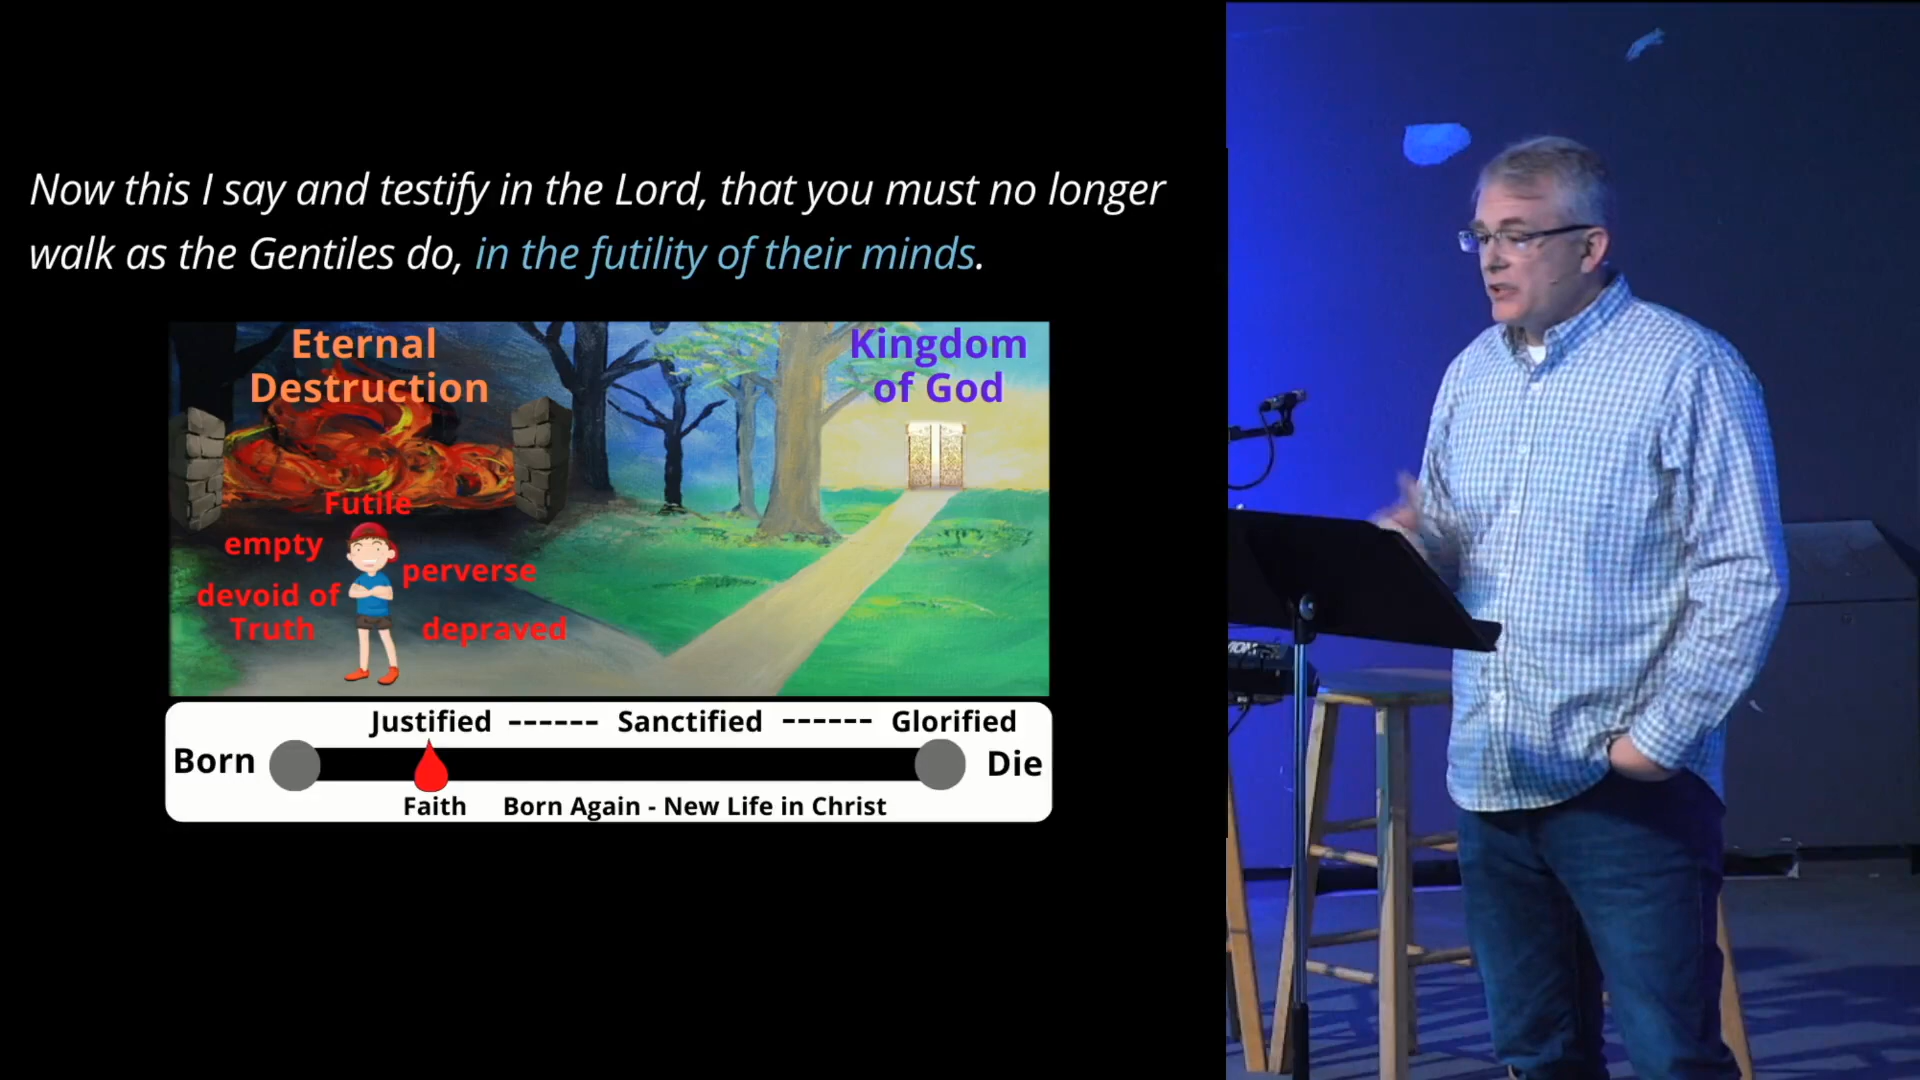 Now this I say and testify in the Lord, that you must no longer
walk as the Gentiles do, in the futility of their minds.
Eternal
Destruction
Kingdom
of God
Futile
empty
perverse
devoid of
Truth
depraved
Justified ------ Sanctified ------ Glorified
Born
Die
Faith
Born Again - New Life in Christ